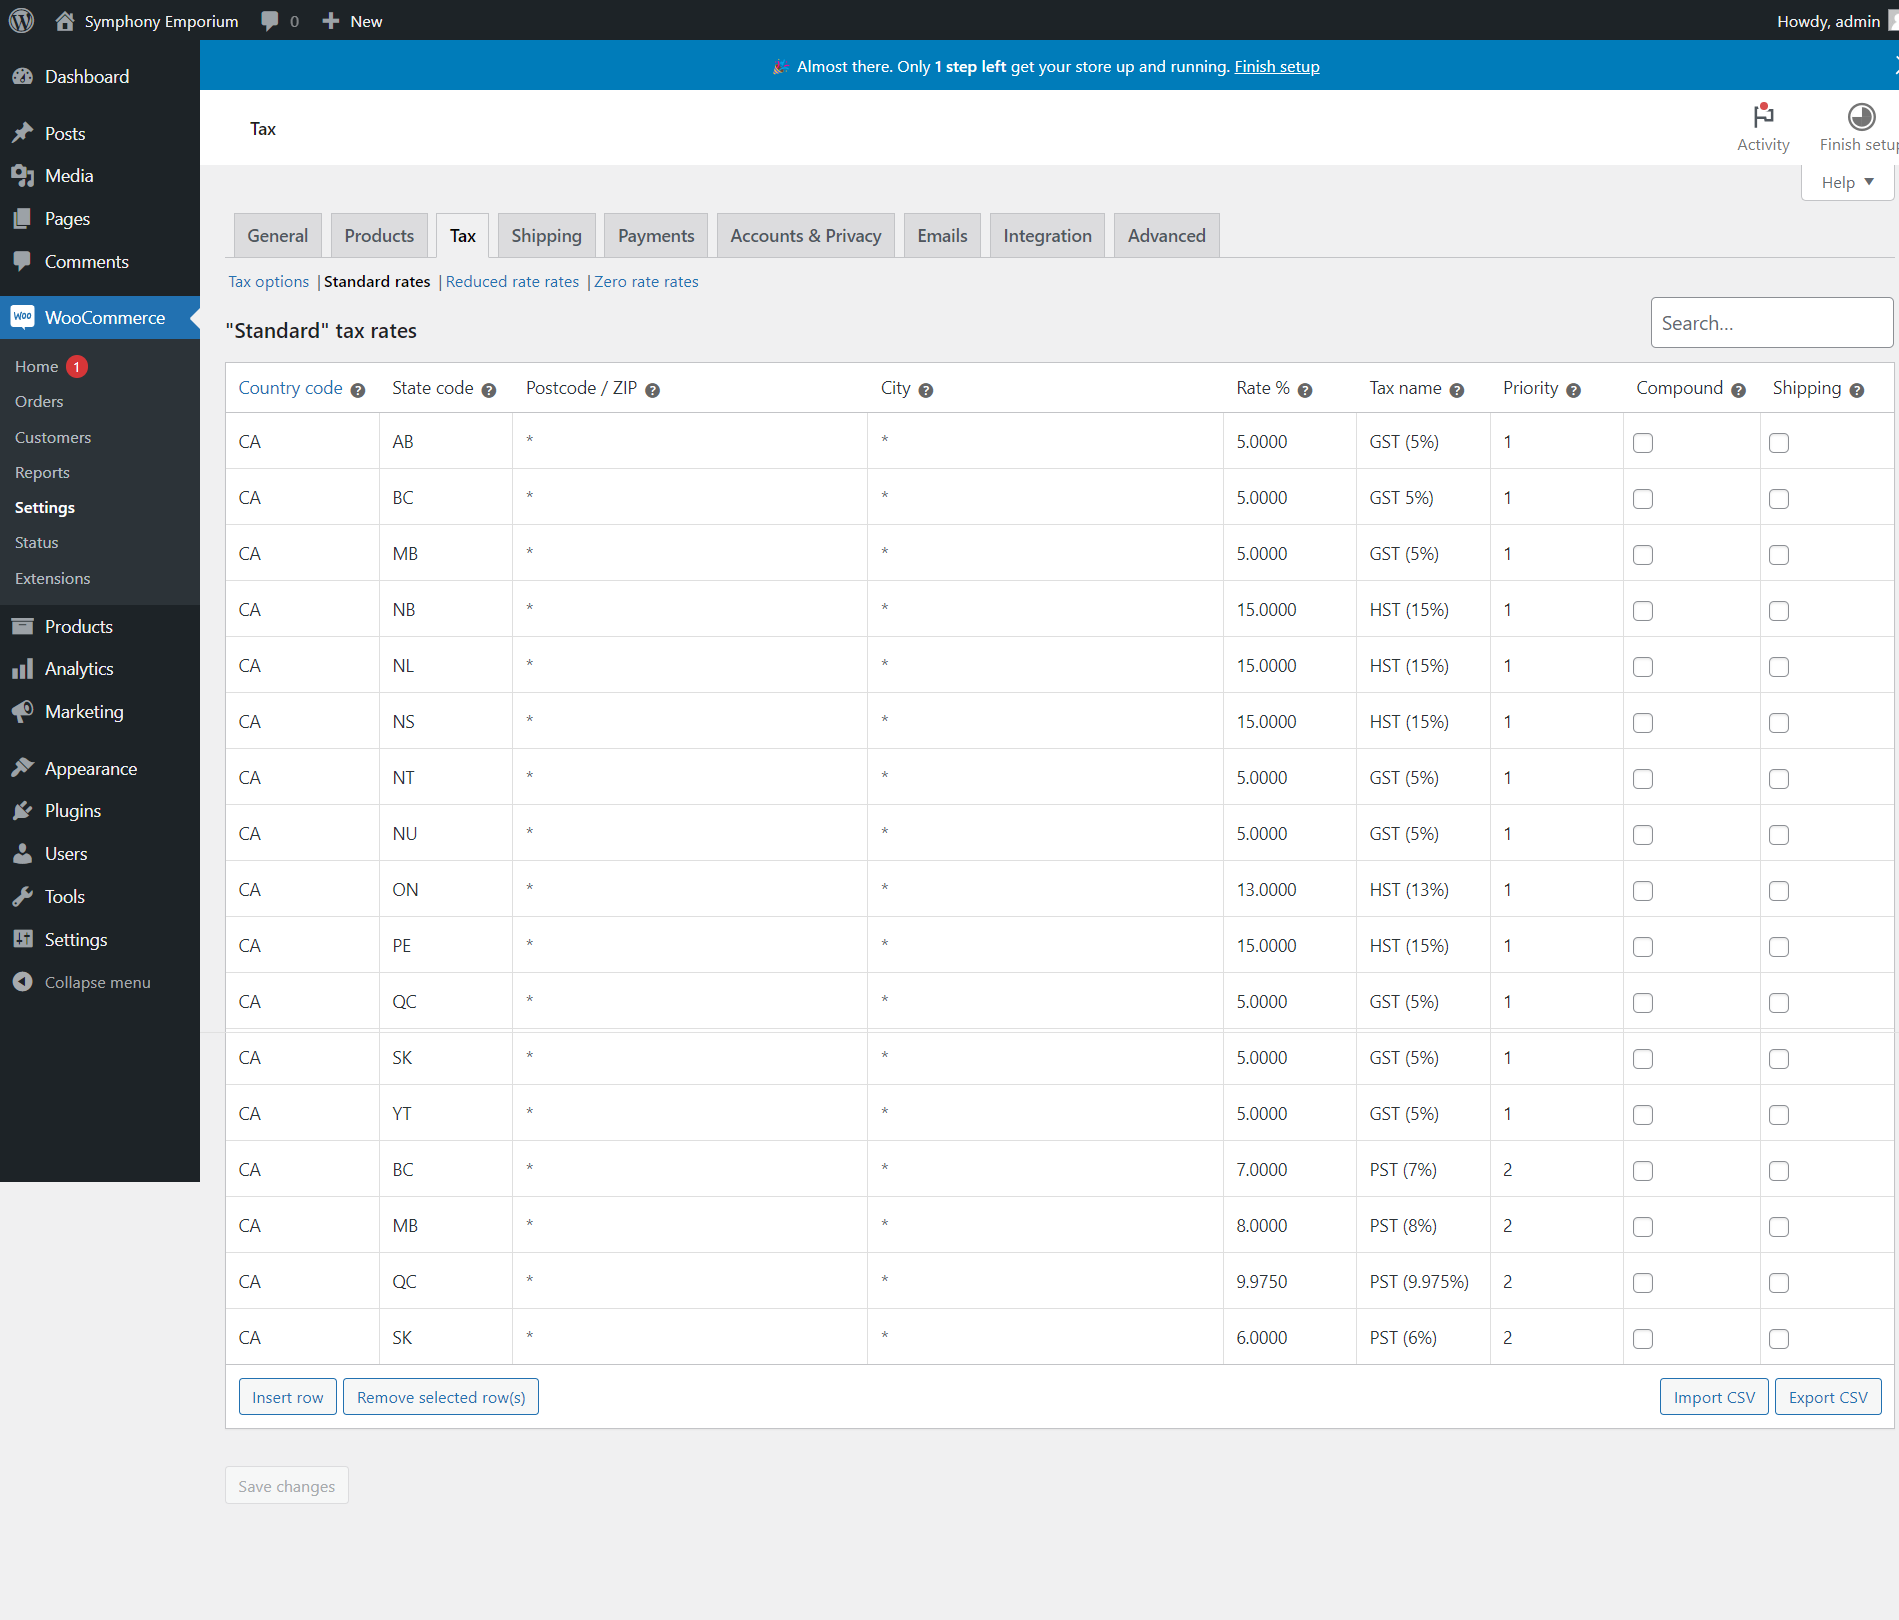 Symphony Emporium 0 New Howdy, admin
Almost there. Only 1 step left get your store up and running. Finish setup
Dashboard
Posts
Media
Pages
Comments
WooCommerce
Home 1
Orders
Customers
Reports
Settings
Status
Extensions
Products
Analytics
Marketing
Appearance
Plugins
Users
Tools
Settings
Collapse menu
Tax
Activity Finish setup
Help
General Products Tax Shipping Payments Accounts & Privacy Emails Integration Advanced
Tax options | Standard rates | Reduced rate rates | Zero rate rates
"Standard" tax rates
Search...
Country code State code Postcode / ZIP City Rate % Tax name Priority Compound Shipping
CA AB * * 5.0000 GST (5%) 1
CA BC * * 5.0000 GST 5%) 1
CA MB * * 5.0000 GST (5%) 1
CA NB * * 15.0000 HST (15%) 1
CA NL * * 15.0000 HST (15%) 1
CA NS * * 15.0000 HST (15%) 1
CA NT * * 5.0000 GST (5%) 1
CA NU * * 5.0000 GST (5%) 1
CA ON * * 13.0000 HST (13%) 1
CA PE * * 15.0000 HST (15%) 1
CA QC * * 5.0000 GST (5%) 1
CA SK * * 5.0000 GST (5%) 1
CA YT * * 5.0000 GST (5%) 1
CA BC * * 7.0000 PST (7%) 2
CA MB * * 8.0000 PST (8%) 2
CA QC * * 9.9750 PST (9.975%) 2
CA SK * * 6.0000 PST (6%) 2
Insert row Remove selected row(s) Import CSV Export CSV
Save changes